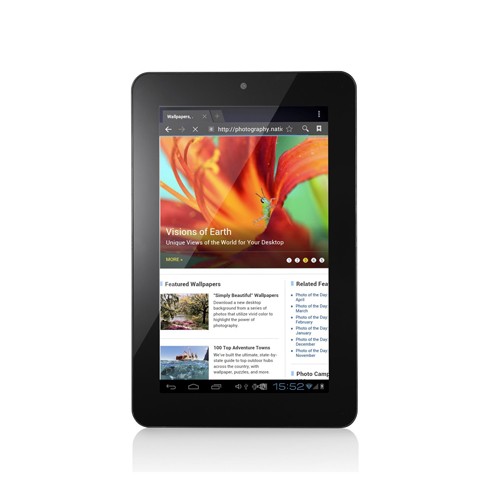 Wallpapers, .
http://photography.nati
Visions of Earth
Unique Views of the World for Your Desktop
MORE »
1 2 3 4 5
Featured Wallpapers
"Simply Beautiful" Wallpapers
Download a new desktop
background from a series of
photos that utilize vivid color to
highlight the power of
photography.
100 Top Adventure Towns
We've built the ultimate, state-by-
state guide to top outdoor hubs
across the country, with
wallpaper, puzzles, and more.
Related Fea
Photo of the Day
April
Photo of the Day
March
Photo of the Day
February
Photo of the Day
January
Photo of the Day
December
Photo of the Day
November
Photo Camp
15:52